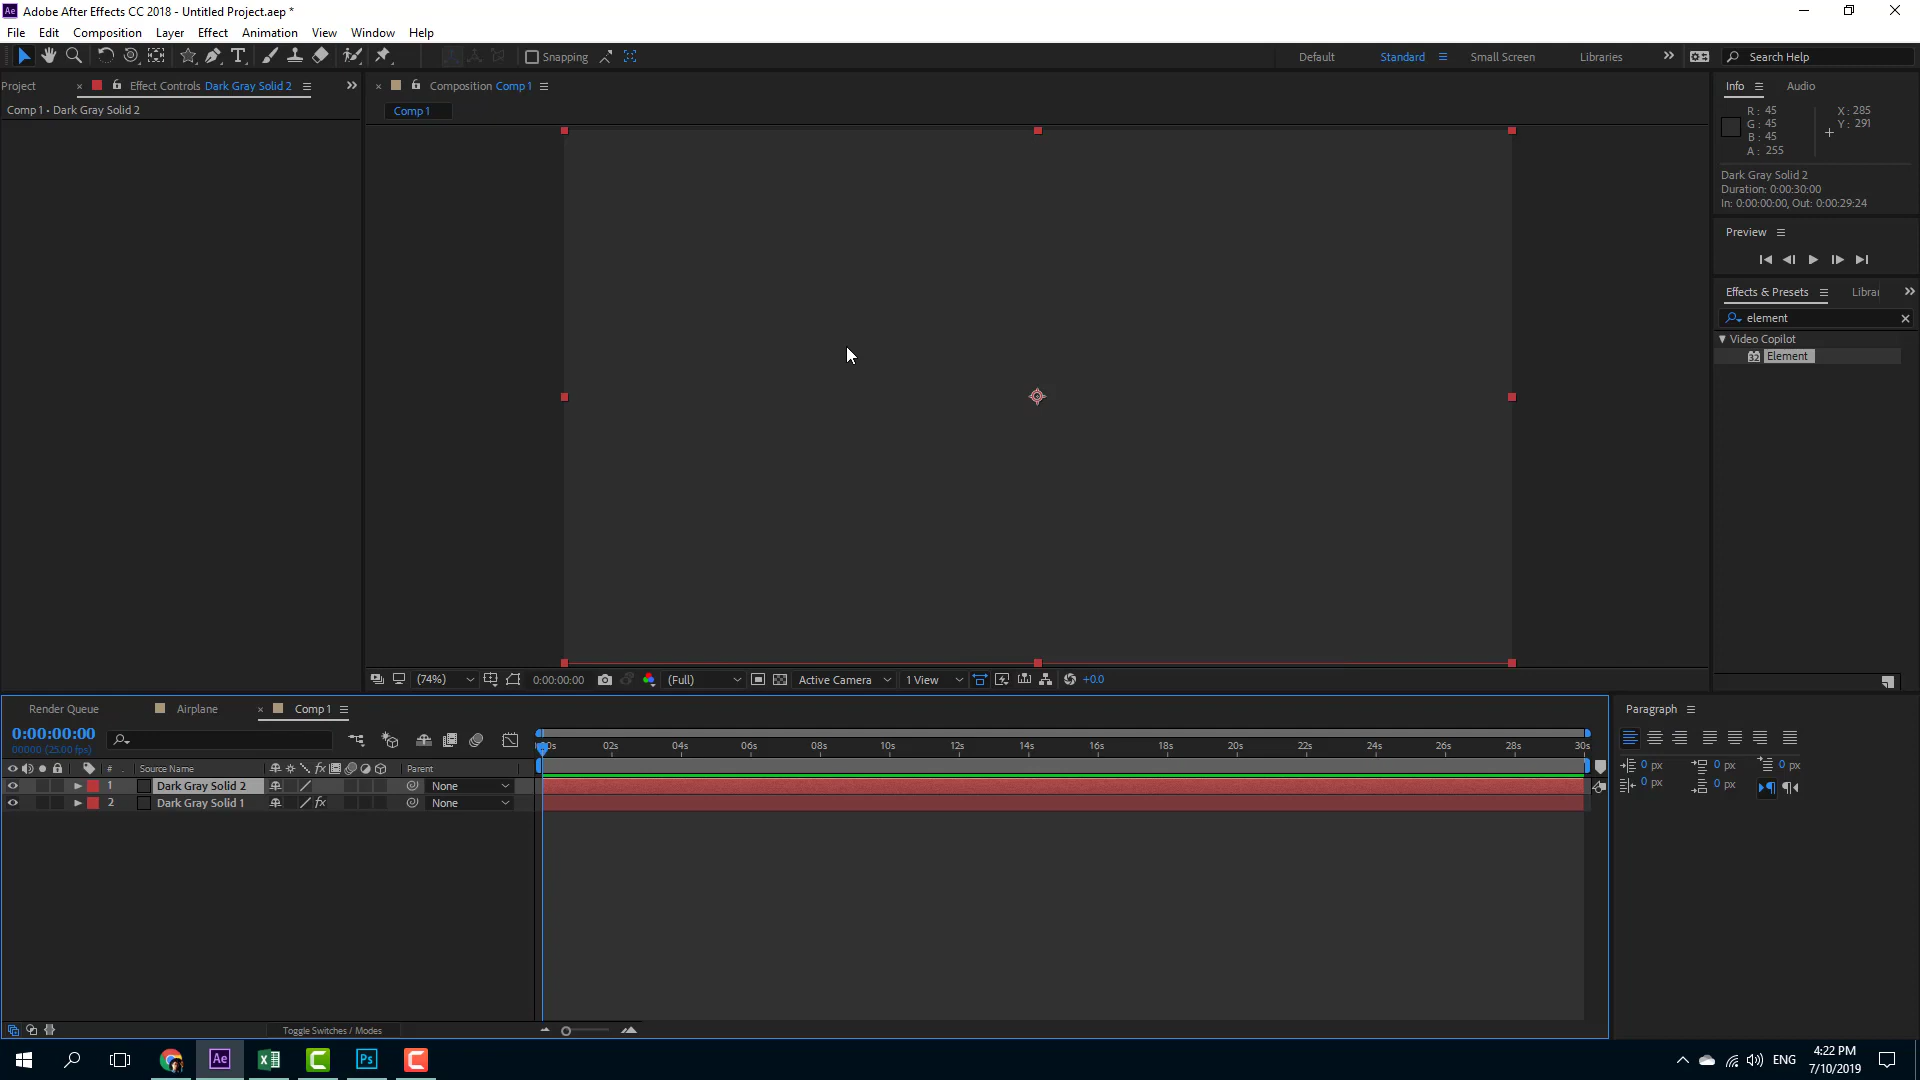 Adobe After Effects CC 2018 - Untitled Project.aep *
File Edit Composition Layer Effect Animation View Window Help
Snapping
Default Standard Small Screen Libraries Search Help
Project Effect Controls Dark Gray Solid 2
Composition Comp 1
Info Audio
Comp 1 • Dark Gray Solid 2
Comp 1
R: 45 X: 285
G: 45 Y: 291
B: 45
A: 255
Dark Gray Solid 2
Duration: 0:00:30:00
In: 0:00:00:00, Out: 0:00:29:24
Preview
Effects & Presets Librar
element
Video Copilot
32 Element
(74%) 0:00:00:00 (Full) Active Camera 1 View +0.0
Render Queue Airplane Comp 1
Paragraph
0:00:00:00
00000 (25.00 fps)
02s 04s 06s 08s 10s 12s 14s 16s 18s 20s 22s 24s 26s 28s 30s
# Source Name fx Parent
1 Dark Gray Solid 2 None
2 Dark Gray Solid 1 fx None
0 px 0 px 0 px
0 px 0 px
Toggle Switches / Modes
Ae Ps
ENG
4:22 PM
7/10/2019